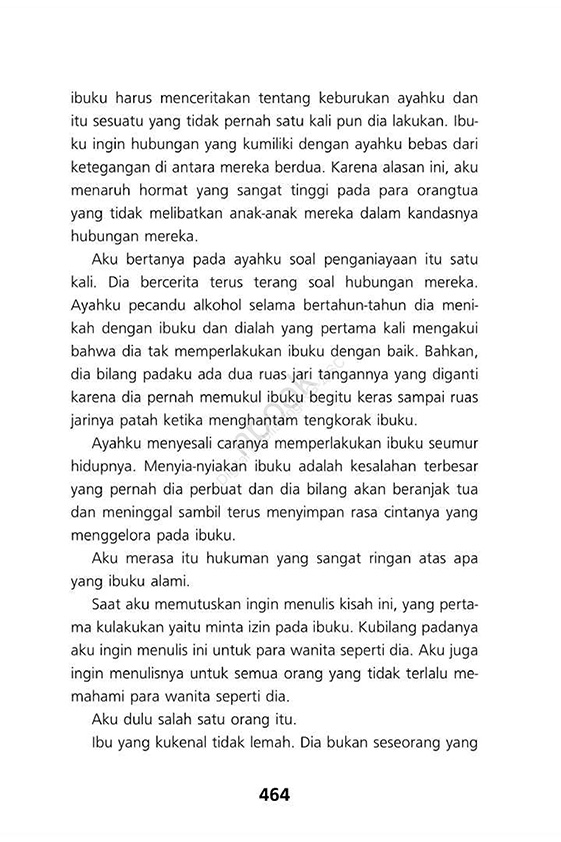 ibuku harus menceritakan tentang keburukan ayahku dan
itu sesuatu yang tidak pernah satu kali pun dia lakukan. Ibu-
ku ingin hubungan yang kumiliki dengan ayahku bebas dari
ketegangan di antara mereka berdua. Karena alasan ini, aku
menaruh hormat yang sangat tinggi pada para orangtua
yang tidak melibatkan anak-anak mereka dalam kandasnya
hubungan mereka.
Aku bertanya pada ayahku soal penganiayaan itu satu
kali. Dia bercerita terus terang soal hubungan mereka.
Ayahku pecandu alkohol selama bertahun-tahun dia meni-
kah dengan ibuku dan dialah yang pertama kali mengakui
bahwa dia tak memperlakukan ibuku dengan baik. Bahkan,
dia bilang padaku ada dua ruas jari tangannya yang diganti
karena dia pernah memukul ibuku begitu keras sampai ruas
jarinya patah ketika menghantam tengkorak ibuku.
Ayahku menyesali caranya memperlakukan ibuku seumur
hidupnya. Menyia-nyiakan ibuku adalah kesalahan terbesar
yang pernah dia perbuat dan dia bilang akan beranjak tua
dan meninggal sambil terus menyimpan rasa cintanya yang
menggelora pada ibuku.
Aku merasa itu hukuman yang sangat ringan atas apa
yang ibuku alami.
Saat aku memutuskan ingin menulis kisah ini, yang perta-
ma kulakukan yaitu minta izin pada ibuku. Kubilang padanya
aku ingin menulis ini untuk para wanita seperti dia. Aku juga
ingin menulisnya untuk semua orang yang tidak terlalu me-
mahami para wanita seperti dia.
Aku dulu salah satu orang itu.
Ibu yang kukenal tidak lemah. Dia bukan seseorang yang
464